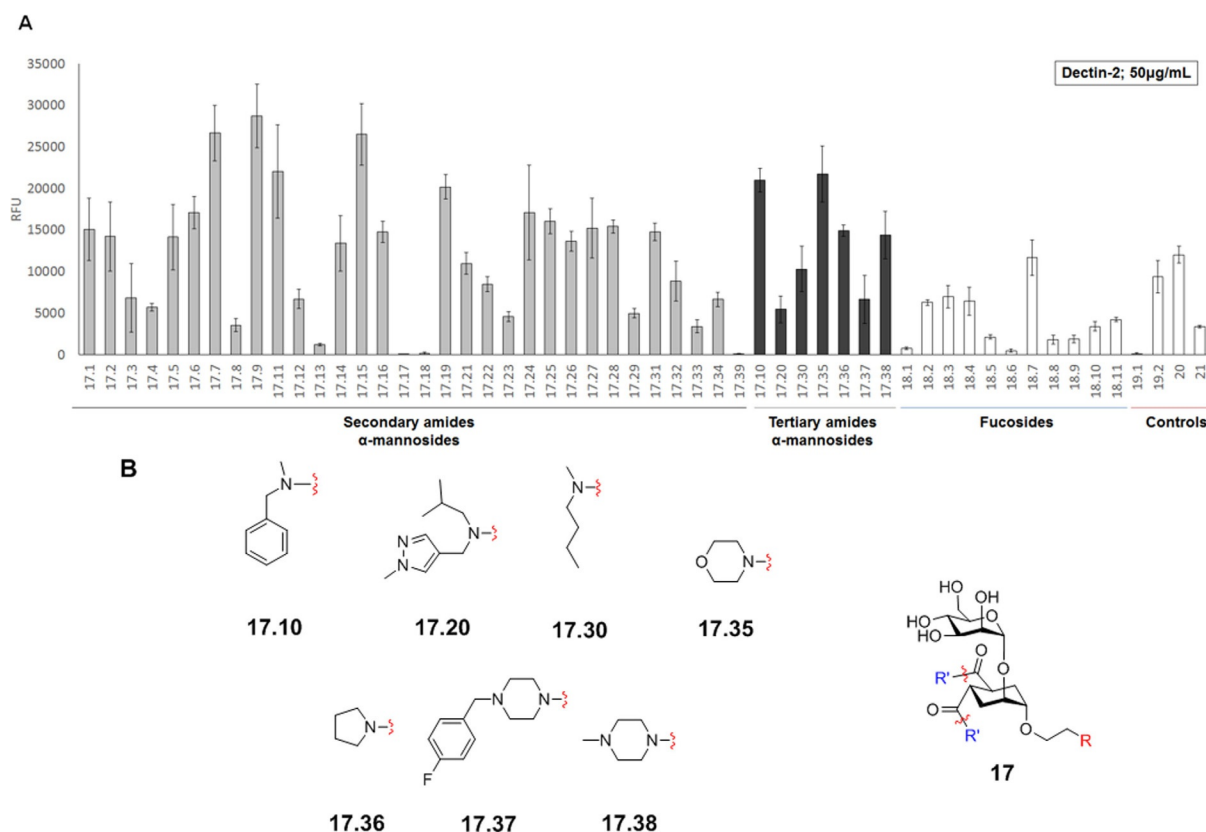 A
Dectin-2; 50µg/mL
35000
30000
25000
20000
15000
10000
5000
0
RFU
17.1
17.2
17.3
17.4
17.5
17.6
17.7
17.8
17.9
17.11
17.12
17.13
17.14
17.15
17.16
17.17
17.18
17.19
17.21
17.22
17.23
17.24
17.25
17.26
17.27
17.28
17.29
17.31
17.32
17.33
17.34
17.39
17.10
17.20
17.30
17.35
17.36
17.37
17.38
18.1
18.2
18.3
18.4
18.5
18.6
18.7
18.8
18.9
18.10
18.11
19.1
19.2
20
21
Secondary amides
α-mannosides
Tertiary amides
α-mannosides
Fucosides
Controls
B
N
17.10
N
N
N
17.20
N
17.30
O
N
17.35
N
17.36
N
N
F
17.37
N
N
17.38
HO
OH
HO
O
HO
O
O
R'
O
R'
O
R
17